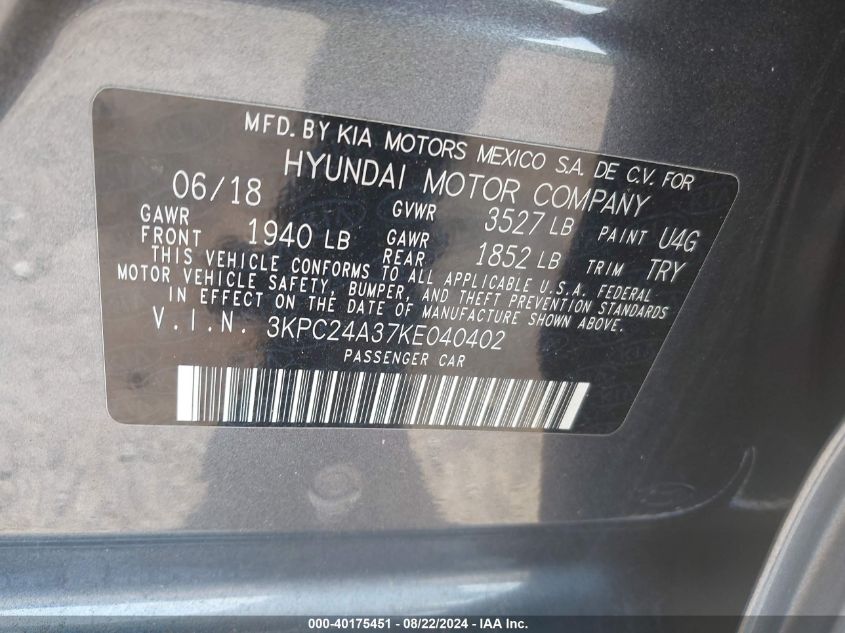 MFD. BY KIA MOTORS MEXICO S.A. DE C.V. FOR
HYUNDAI MOTOR COMPANY
06/18 GVWR 3527 LB PAINT U4G
GAWR FRONT 1940 LB GAWR REAR 1852 LB TRIM TRY
THIS VEHICLE CONFORMS TO ALL APPLICABLE U.S.A. FEDERAL
MOTOR VEHICLE SAFETY, BUMPER, AND THEFT PREVENTION STANDARDS
IN EFFECT ON THE DATE OF MANUFACTURE SHOWN ABOVE.
V.I.N. 3KPC24A37KE040402
PASSENGER CAR
000-40175451 - 08/22/2024 - IAA Inc.